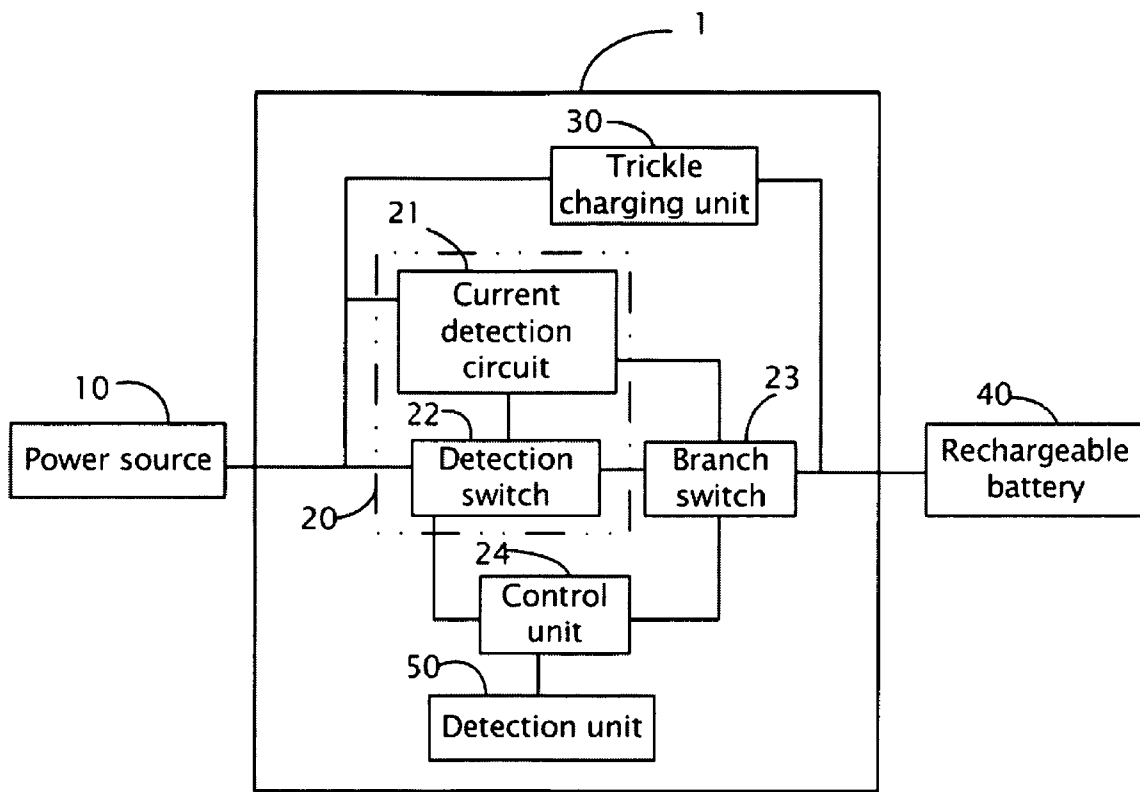 1
30
Trickle
charging unit
21
Current
detection
circuit
10
Power source
22
Detection
switch
23
Branch
switch
40
Rechargeable
battery
20
24
Control
unit
50
Detection unit